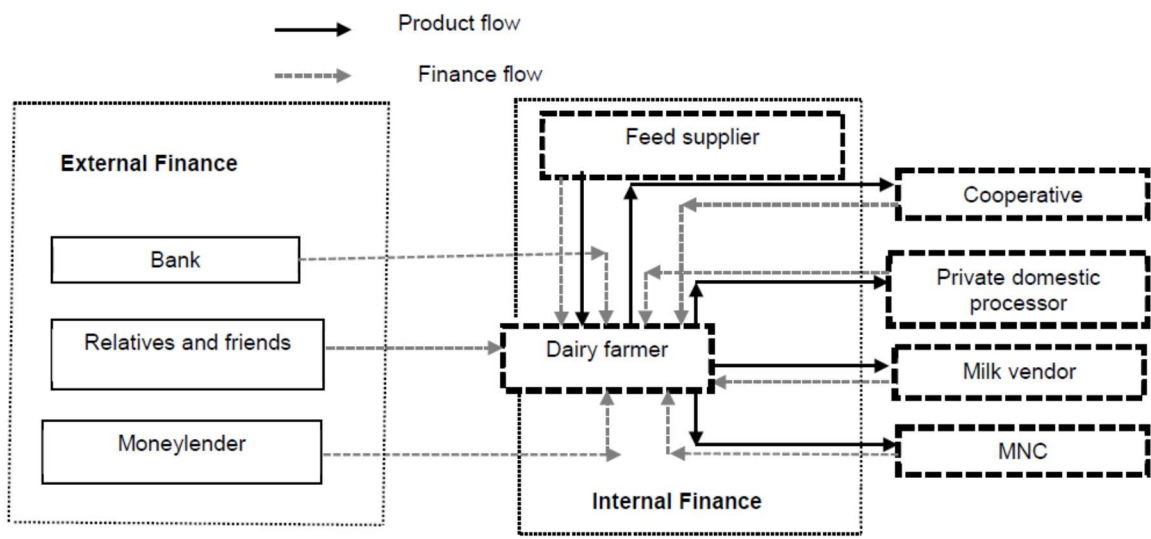 Product flow
Finance flow
External Finance
Bank
Relatives and friends
Moneylender
Feed supplier
Dairy farmer
Internal Finance
Cooperative
Private domestic
processor
Milk vendor
MNC